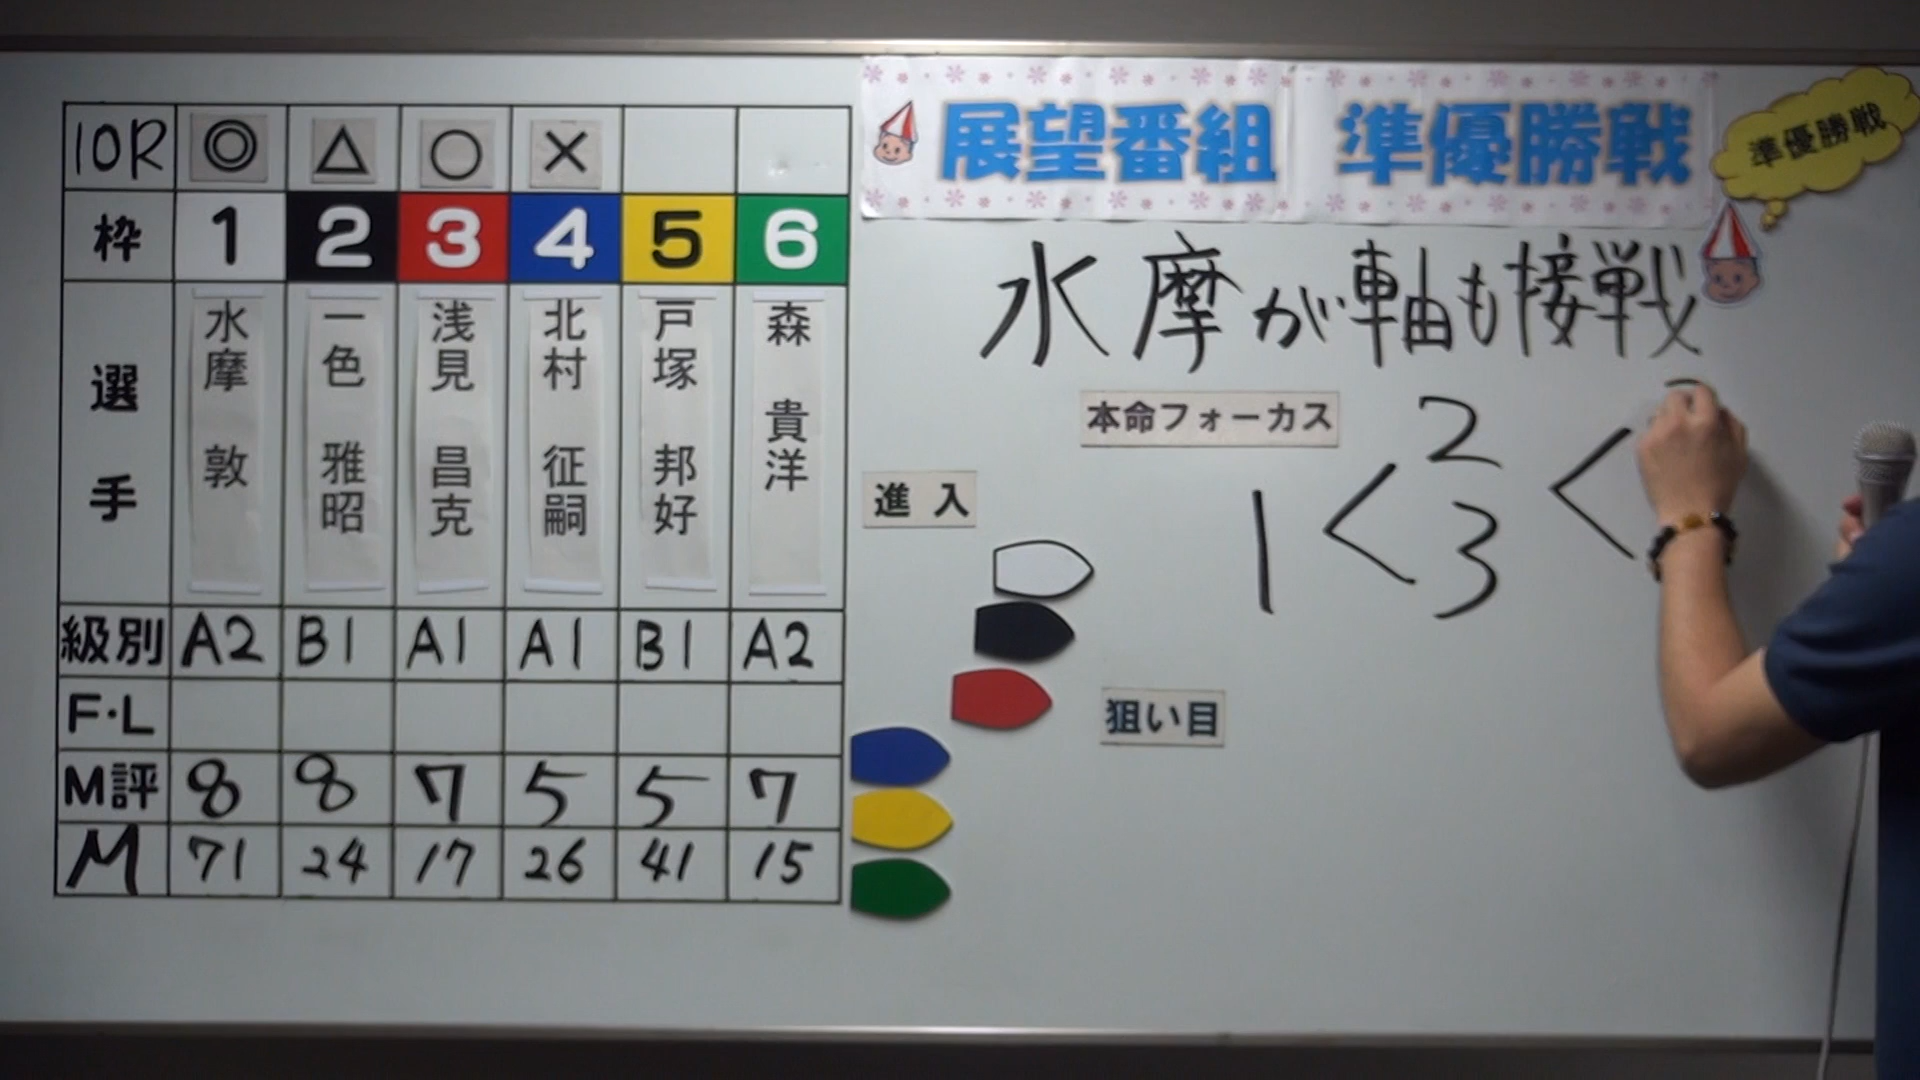 10R ◎ △ ○ ×
枠 1 2 3 4 5 6
選手 水摩 敦 一色 雅昭 浅見 昌克 北村 征嗣 戸塚 邦好 森 貴洋
級別 A2 B1 A1 A1 B1 A2
F·L
M評 8 8 7 5 5 7
M 71 24 17 26 41 15
展望番組 準優勝戦
準優勝戦
水摩が軸も接戦
本命フォーカス
1 < 2 3 <
進入
狙い目